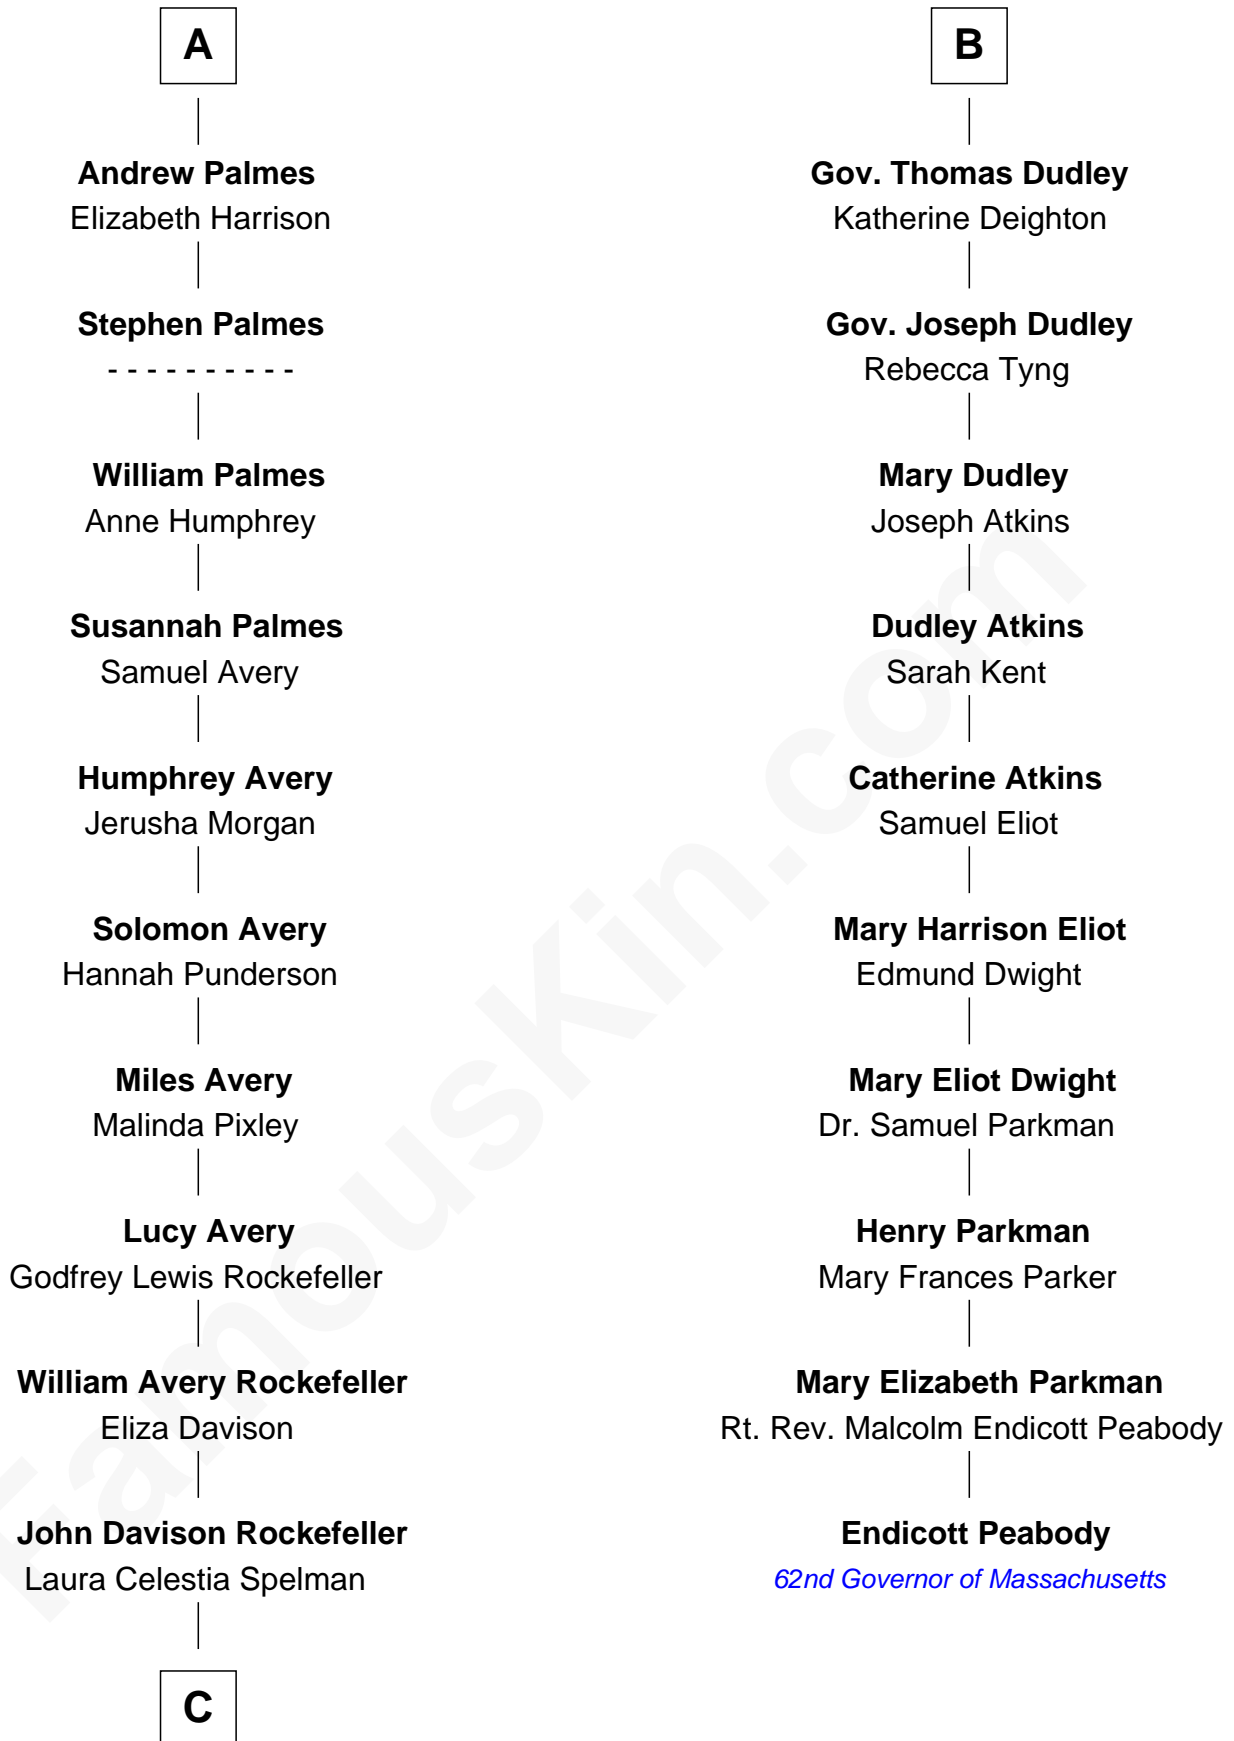 A
Andrew Palmes
Elizabeth Harrison
Stephen Palmes
- - - - - - - - - -
William Palmes
Anne Humphrey
Susannah Palmes
Samuel Avery
Humphrey Avery
Jerusha Morgan
Solomon Avery
Hannah Punderson
Miles Avery
Malinda Pixley
Lucy Avery
Godfrey Lewis Rockefeller
William Avery Rockefeller
Eliza Davison
John Davison Rockefeller
Laura Celestia Spelman
C
B
Gov. Thomas Dudley
Katherine Deighton
Gov. Joseph Dudley
Rebecca Tyng
Mary Dudley
Joseph Atkins
Dudley Atkins
Sarah Kent
Catherine Atkins
Samuel Eliot
Mary Harrison Eliot
Edmund Dwight
Mary Eliot Dwight
Dr. Samuel Parkman
Henry Parkman
Mary Frances Parker
Mary Elizabeth Parkman
Rt. Rev. Malcolm Endicott Peabody
Endicott Peabody
62nd Governor of Massachusetts
FamousKin.com